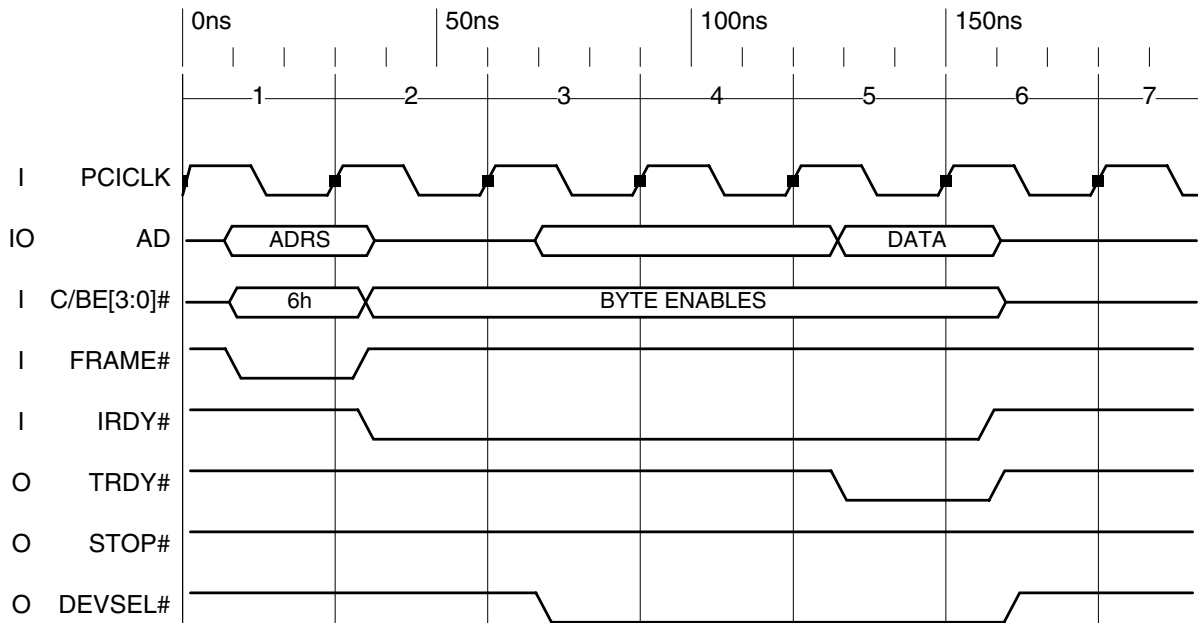 0ns 50ns 100ns 150ns
1 2 3 4 5 6 7
I PCICLK
IO AD ADRS DATA
I C/BE[3:0]# 6h BYTE ENABLES
I FRAME#
I IRDY#
O TRDY#
O STOP#
O DEVSEL#